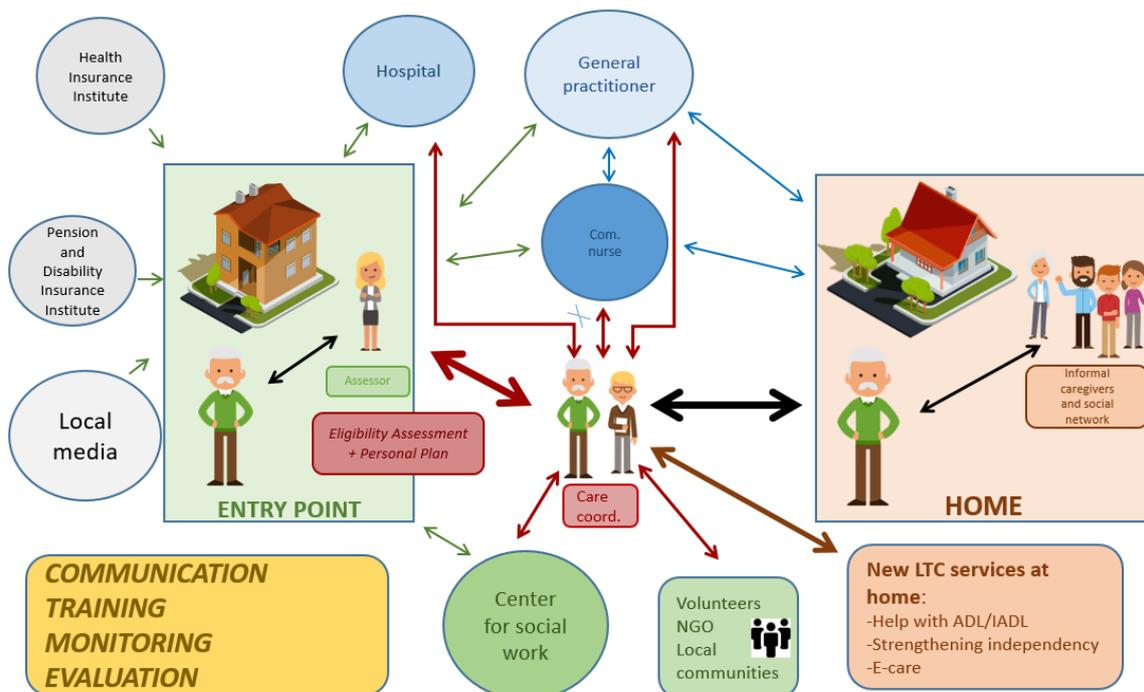 Health
Insurance
Institute
Hospital
General
practitioner
Pension
and
Disability
Insurance
Institute
Com.
nurse
Local
media
Assessor
Eligibility Assessment
+ Personal Plan
ENTRY POINT
Care
coord.
Informal
caregivers
and social
network
HOME
COMMUNICATION
TRAINING
MONITORING
EVALUATION
Center
for social
work
Volunteers
NGO
Local
communities
New LTC services at
home:
-Help with ADL/IADL
-Strengthening independency
-E-care